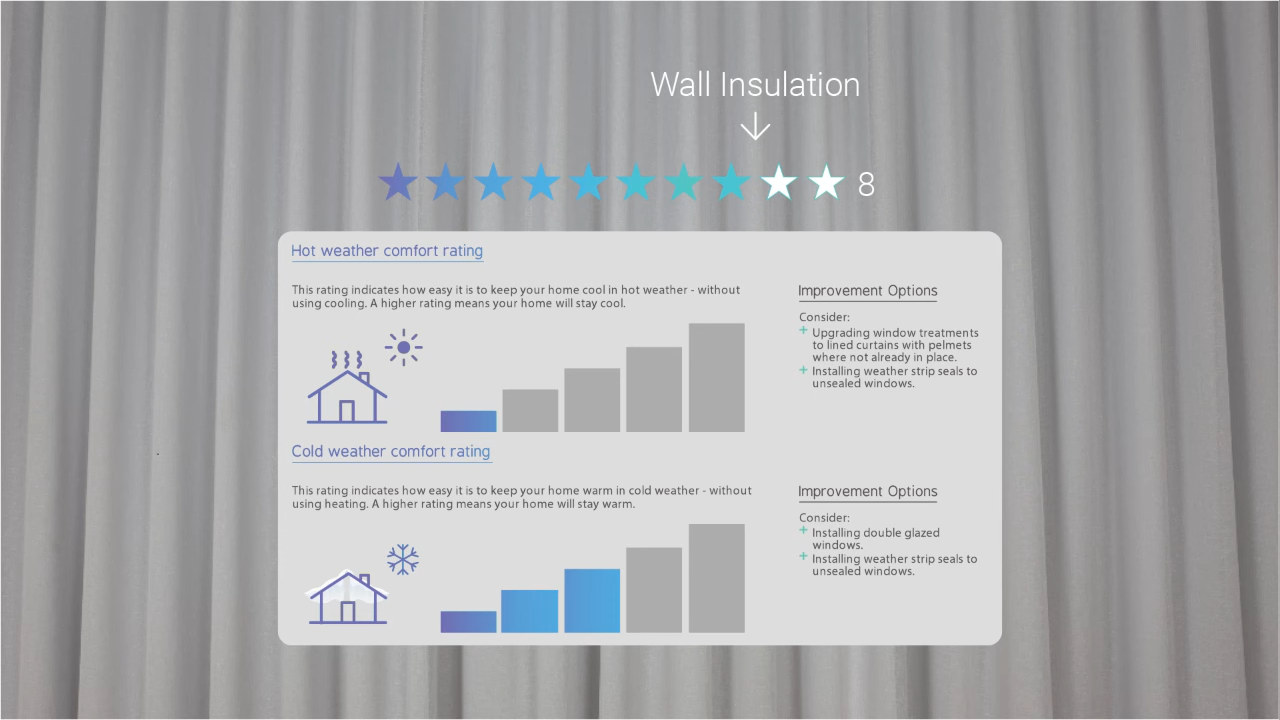 Wall Insulation
8
Hot weather comfort rating
This rating indicates how easy it is to keep your home cool in hot weather - without
using cooling. A higher rating means your home will stay cool.
Improvement Options
Consider:
+ Upgrading window treatments
to lined curtains with pelmets
where not already in place.
+ Installing weather strip seals to
unsealed windows.
Cold weather comfort rating
This rating indicates how easy it is to keep your home warm in cold weather - without
using heating. A higher rating means your home will stay warm.
Improvement Options
Consider:
+ Installing double glazed
windows.
+ Installing weather strip seals to
unsealed windows.